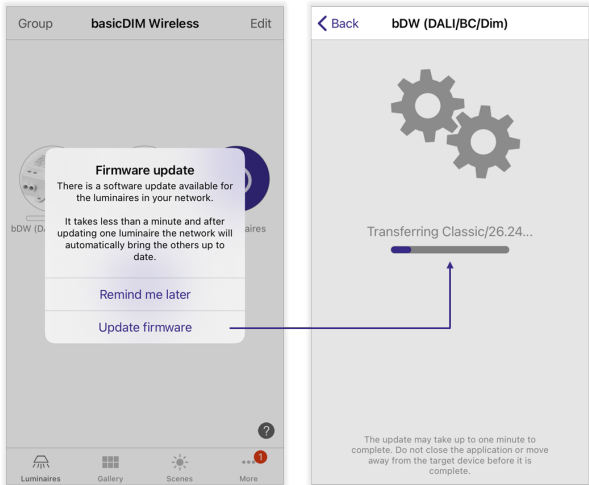 Group basicDIM Wireless Edit
Firmware update
There is a software update available for
the luminaires in your network.
It takes less than a minute and after
updating one luminaire the network will
automatically bring the others up to
date.
bDW (D
aires
Remind me later
Update firmware
?
1
Luminaires Gallery Scenes More
Back bDW (DALI/BC/Dim)
Transferring Classic/26.24...
The update may take up to one minute to
complete. Do not close the application or move
away from the target device before it is
complete.